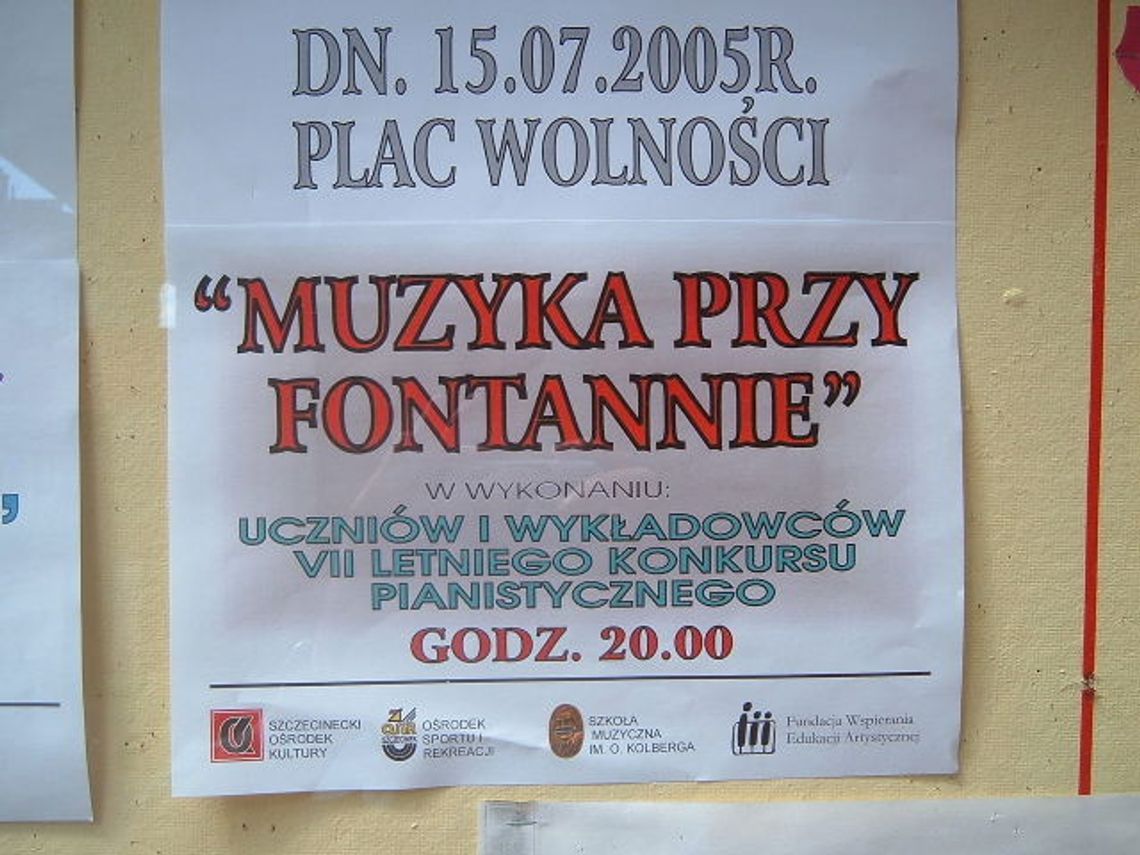 DN. 15.07.2005R.
PLAC WOLNOŚCI
“MUZYKA PRZY
FONTANNIE”
W WYKONANIU:
UCZNIÓW I WYKŁADOWCÓW
VII LETNIEGO KONKURSU
PIANISTYCZNEGO
GODZ. 20.00
SZCZECINECKI
OŚRODEK
KULTURY
OŚRODEK
SPORTU I
REKREACJI
SZKOŁA
MUZYCZNA
IM. O. KOLBERGA
Fundacja Wspierania
Edukacji Artystycznej